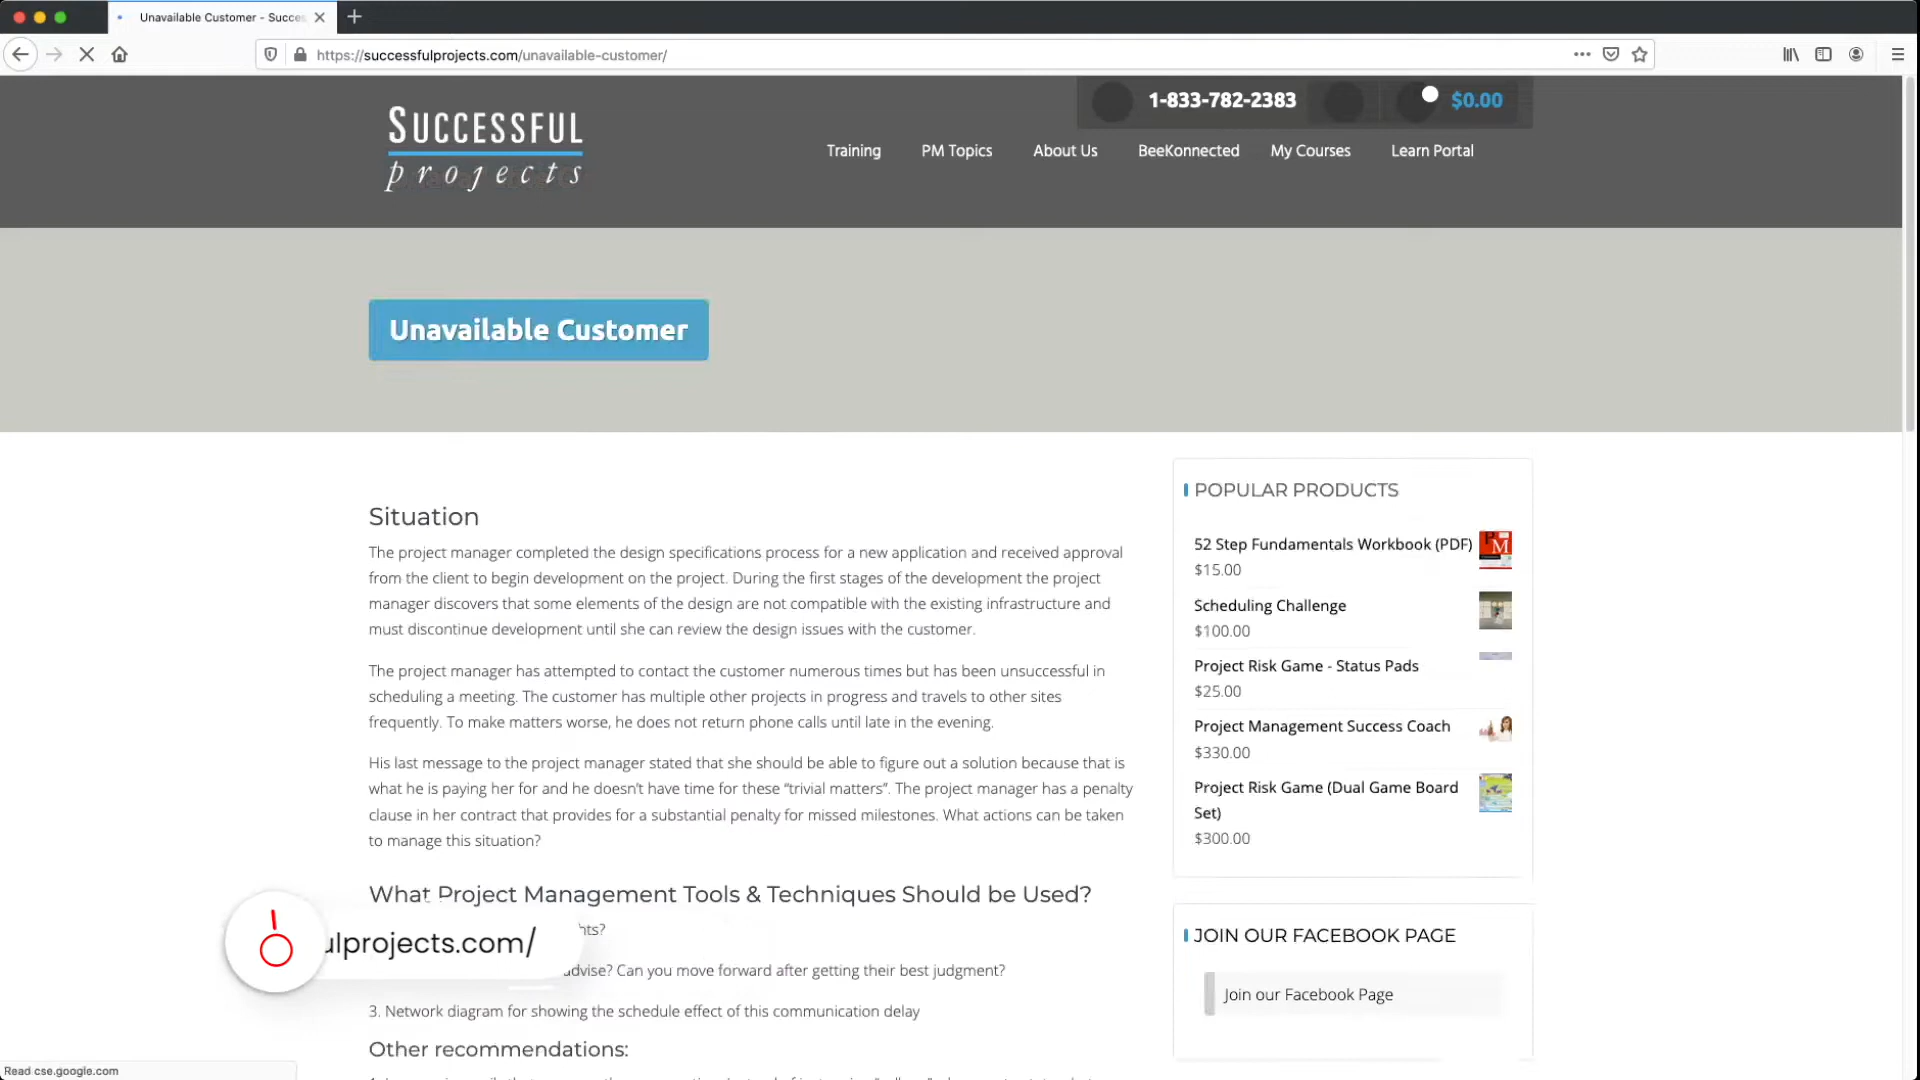 Unavailable Customer - Succes
https://successfulprojects.com/unavailable-customer/
1-833-782-2383
$0.00
SUCCESSFUL
projects
Training
PM Topics
About Us
BeeKonnected
My Courses
Learn Portal
Unavailable Customer
Situation
The project manager completed the design specifications process for a new application and received approval
from the client to begin development on the project. During the first stages of the development the project
manager discovers that some elements of the design are not compatible with the existing infrastructure and
must discontinue development until she can review the design issues with the customer.
The project manager has attempted to contact the customer numerous times but has been unsuccessful in
scheduling a meeting. The customer has multiple other projects in progress and travels to other sites
frequently. To make matters worse, he does not return phone calls until late in the evening.
His last message to the project manager stated that she should be able to figure out a solution because that is
what he is paying her for and he doesn't have time for these “trivial matters”. The project manager has a penalty
clause in her contract that provides for a substantial penalty for missed milestones. What actions can be taken
to manage this situation?
What Project Management Tools & Techniques Should be Used?
hts?
ulprojects.com/
advise? Can you move forward after getting their best judgment?
3. Network diagram for showing the schedule effect of this communication delay
Other recommendations:
POPULAR PRODUCTS
52 Step Fundamentals Workbook (PDF)
$15.00
Scheduling Challenge
$100.00
Project Risk Game - Status Pads
$25.00
Project Management Success Coach
$330.00
Project Risk Game (Dual Game Board
Set)
$300.00
JOIN OUR FACEBOOK PAGE
Join our Facebook Page
Read cse.google.com